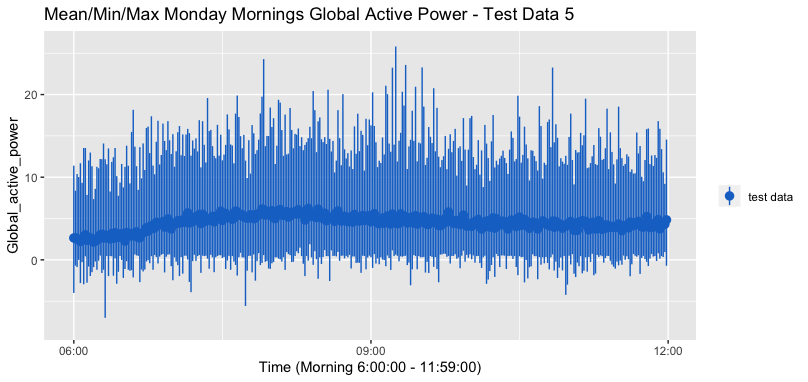 Mean/Min/Max Monday Mornings Global Active Power - Test Data 5
Global_active_power
20
10
0
06:00
09:00
12:00
Time (Morning 6:00:00 - 11:59:00)
test data